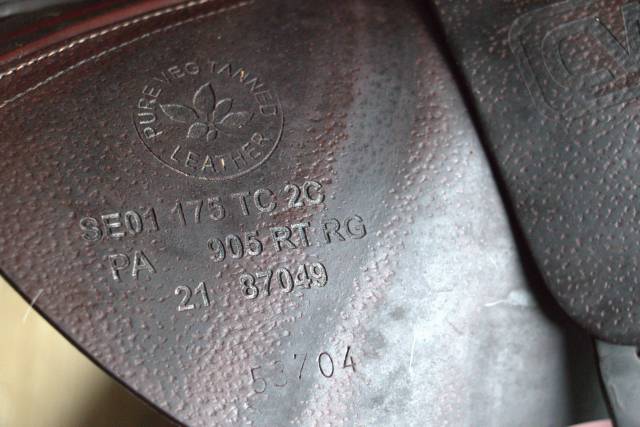 PURE VEG TANNED
LEATHER
SE01 175 TC 2C
PA 905 RT RG
21 87049
53704